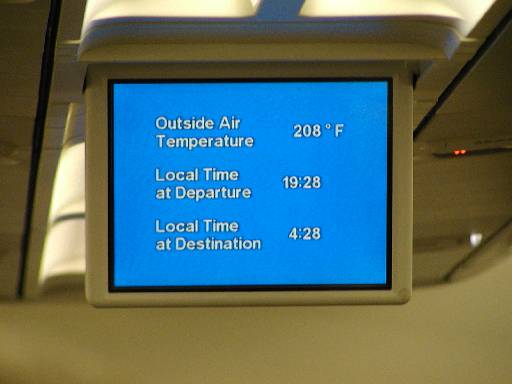 Outside Air
Temperature 208 ° F
Local Time
at Departure 19:28
Local Time
at Destination 4:28